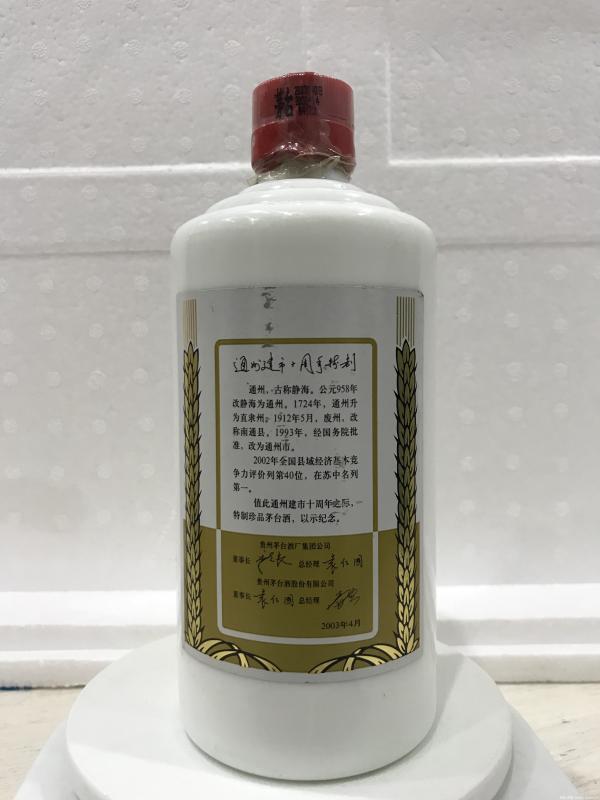 通州建市十周年特制
通州，古称静海。公元958年
改静海为通州。1724年，通州升
为直隶州。1912年5月，废州，改
称南通县。1993年，经国务院批
准，改为通州市。
2002年全国县域经济基本竞
争力评价列第40位，在苏中名列
第一。
值此通州建市十周年之际，
特制珍品茅台酒，以示纪念。
贵州茅台酒厂集团公司
董事长 总经理 袁仁国
贵州茅台酒股份有限公司
董事长 袁仁国 总经理
2003年4月